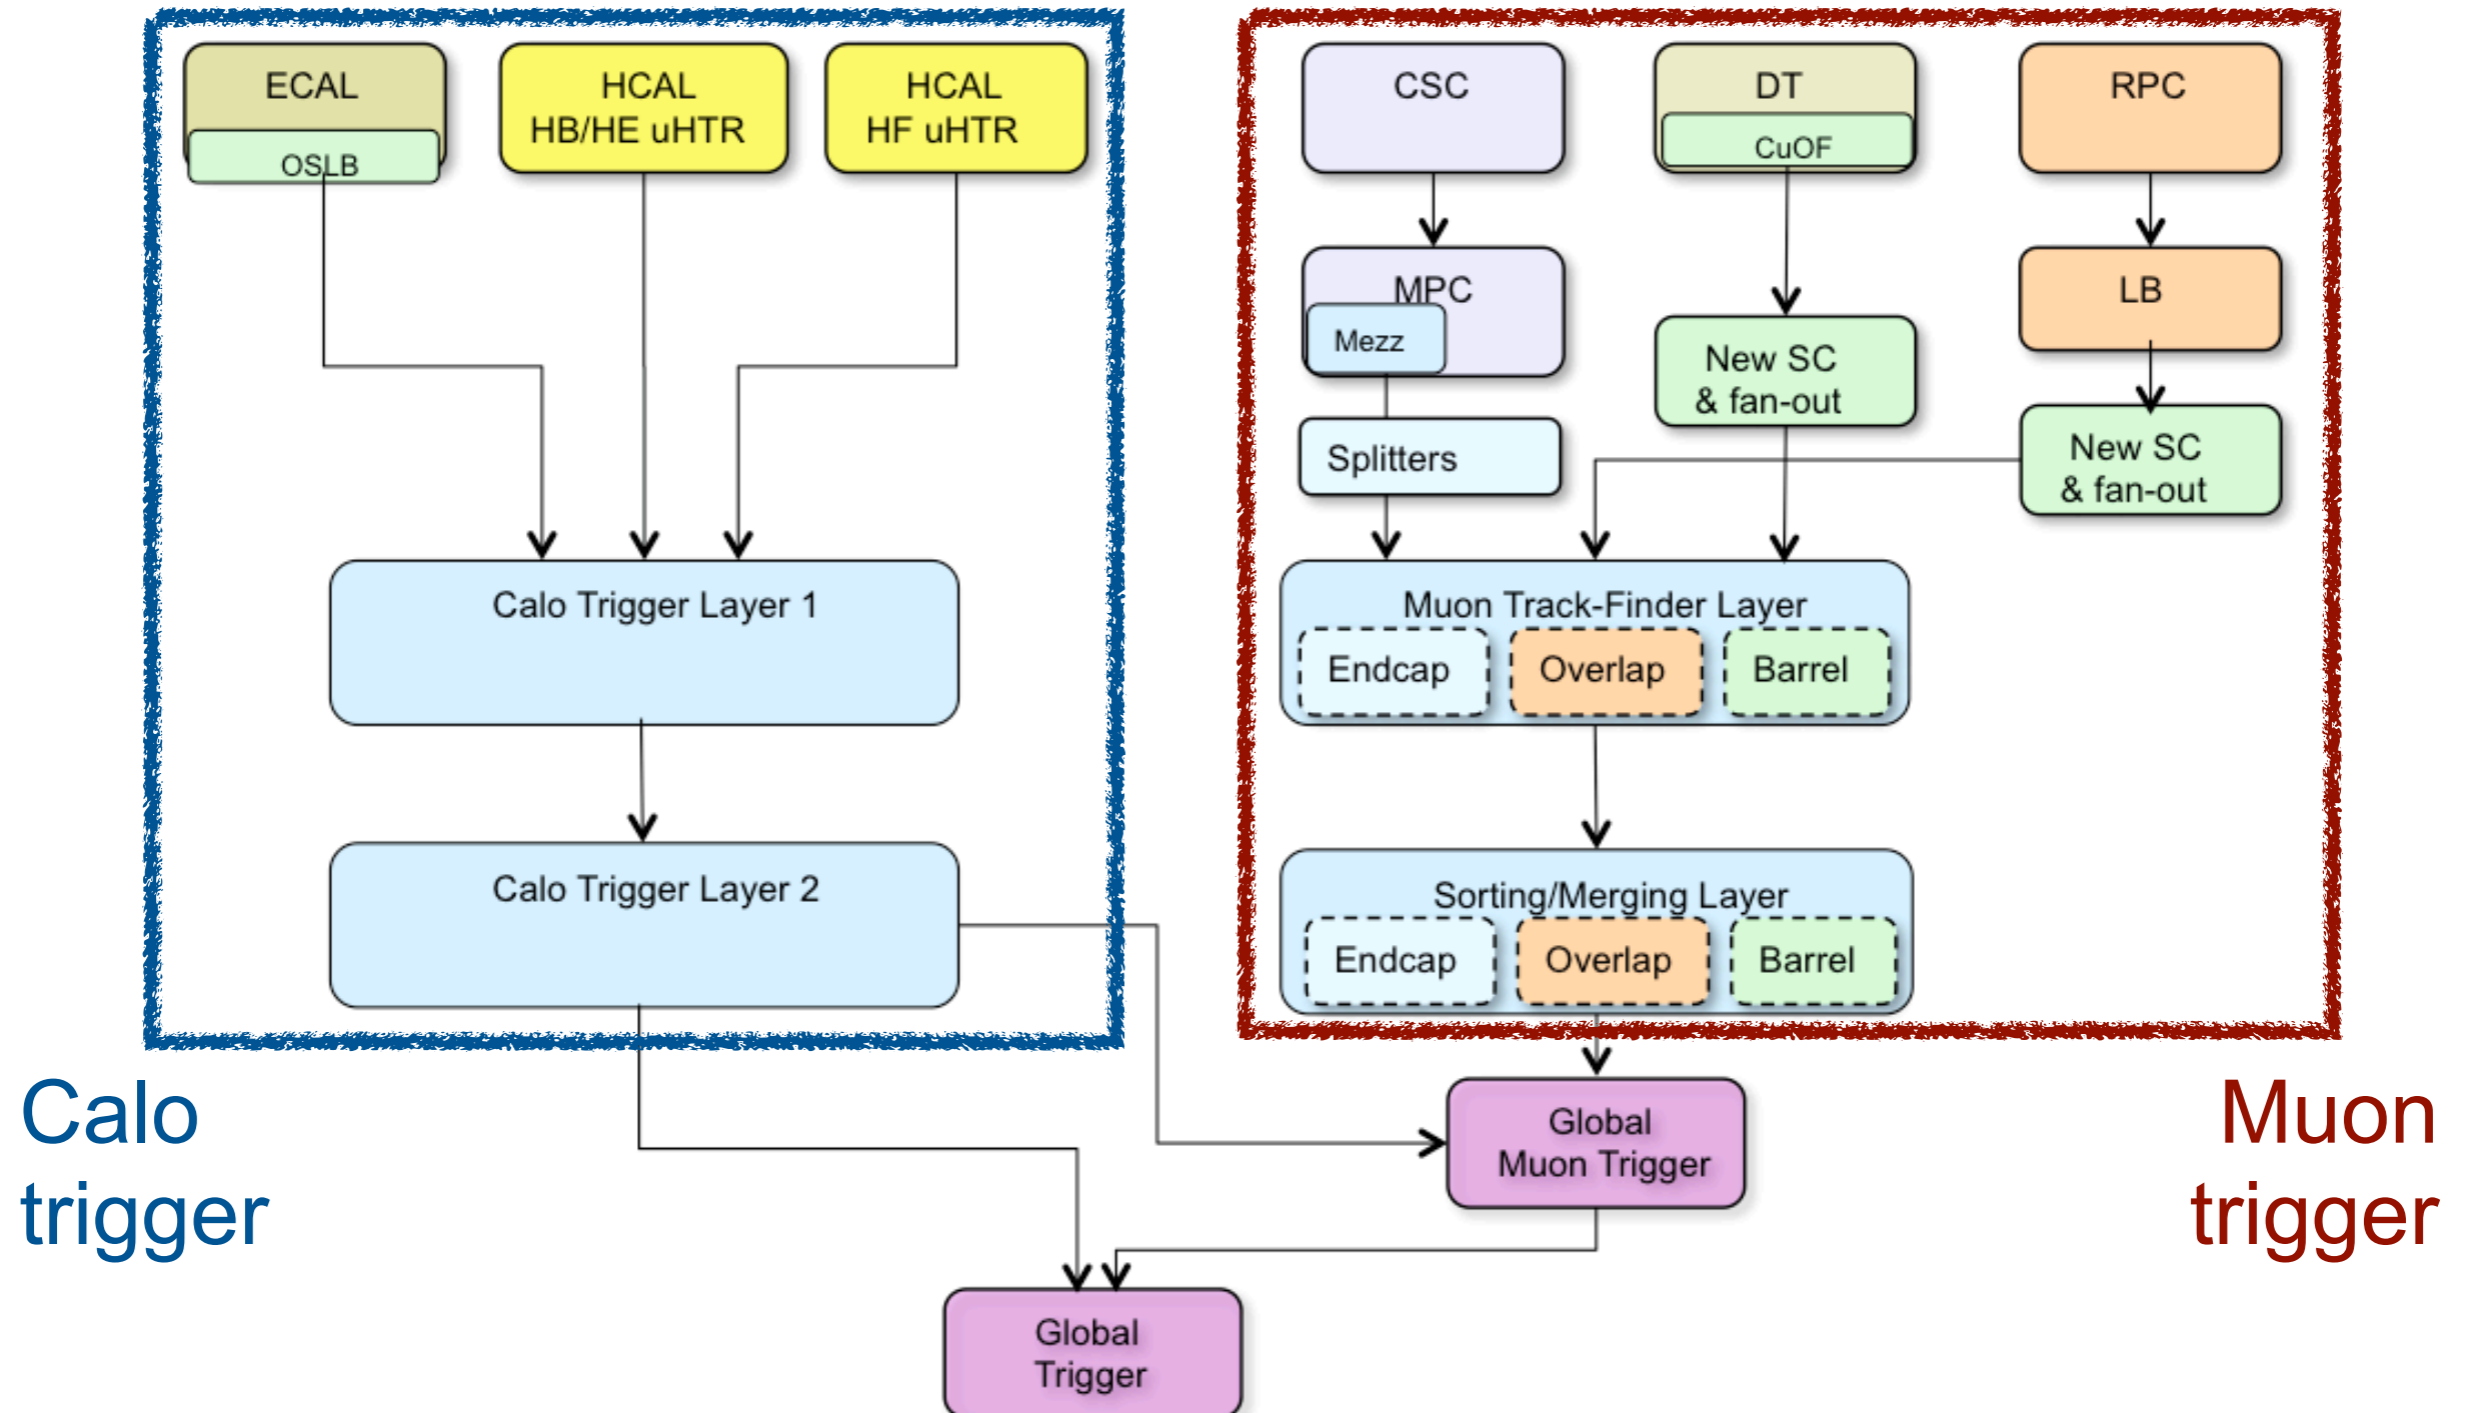 ECAL
OSLB
HCAL
HB/HE uHTR
HCAL
HF uHTR
Calo Trigger Layer 1
Calo Trigger Layer 2
CSC
MPC
Mezz
Splitters
DT
CuOF
New SC
& fan-out
RPC
LB
New SC
& fan-out
Muon Track-Finder Layer
Endcap
Overlap
Barrel
Sorting/Merging Layer
Endcap
Overlap
Barrel
Calo
trigger
Muon
trigger
Global
Muon Trigger
Global
Trigger